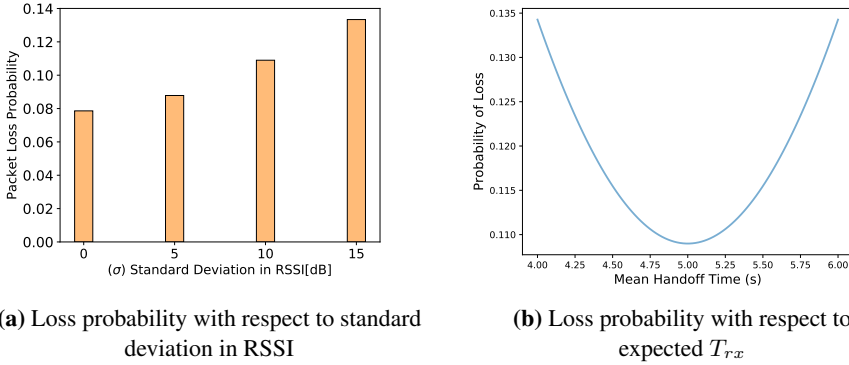 0.14
0.12
0.10
0.08
0.06
0.04
0.02
0.00
Packet Loss Probability
0 5 10 15
(σ) Standard Deviation in RSSI[dB]
(a) Loss probability with respect to standard
deviation in RSSI
0.135
0.130
0.125
0.120
0.115
0.110
Probability of Loss
4.00 4.25 4.50 4.75 5.00 5.25 5.50 5.75 6.00
Mean Handoff Time (s)
(b) Loss probability with respect to
expected T_{rx}